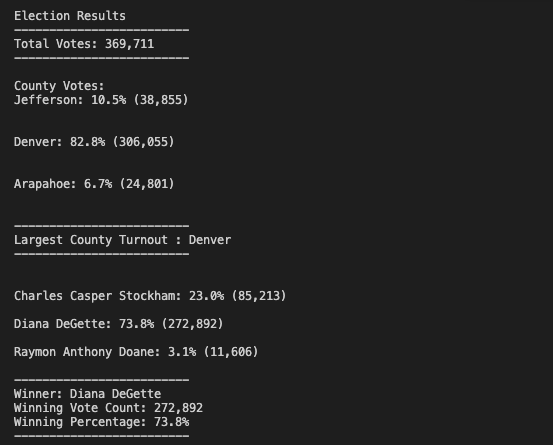 Election Results
-------------------------
Total Votes: 369,711
-------------------------
County Votes:
Jefferson: 10.5% (38,855)
Denver: 82.8% (306,055)
Arapahoe: 6.7% (24,801)
-------------------------
Largest County Turnout : Denver
-------------------------
Charles Casper Stockham: 23.0% (85,213)
Diana DeGette: 73.8% (272,892)
Raymon Anthony Doane: 3.1% (11,606)
-------------------------
Winner: Diana DeGette
Winning Vote Count: 272,892
Winning Percentage: 73.8%
-------------------------